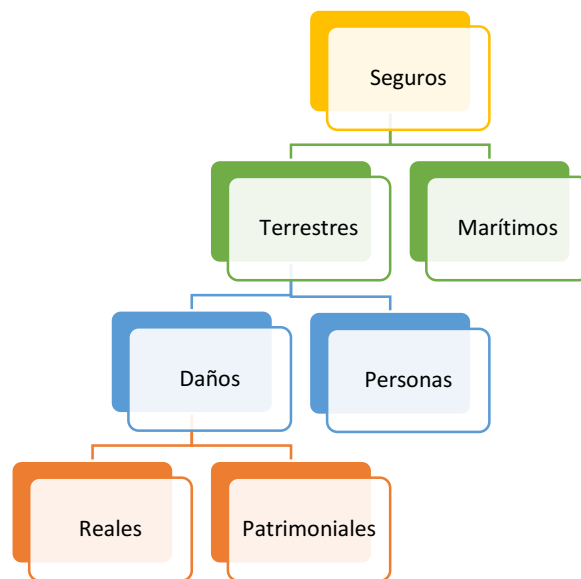 Seguros
Terrestres
Marítimos
Daños
Personas
Reales
Patrimoniales